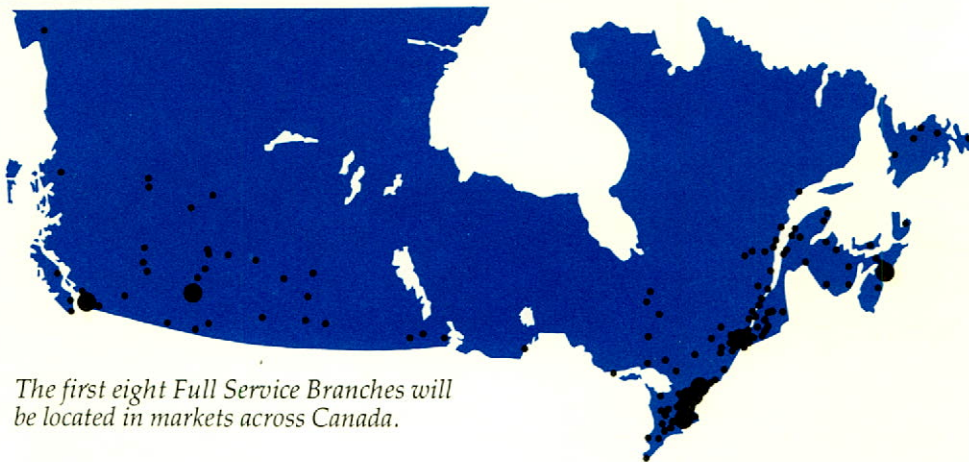 The first eight Full Service Branches will
be located in markets across Canada.